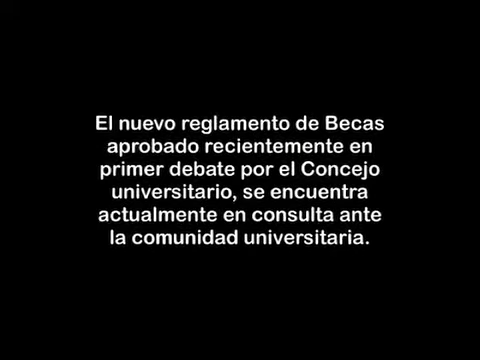 El nuevo reglamento de Becas
aprobado recientemente en
primer debate por el Concejo
universitario, se encuentra
actualmente en consulta ante
la comunidad universitaria.